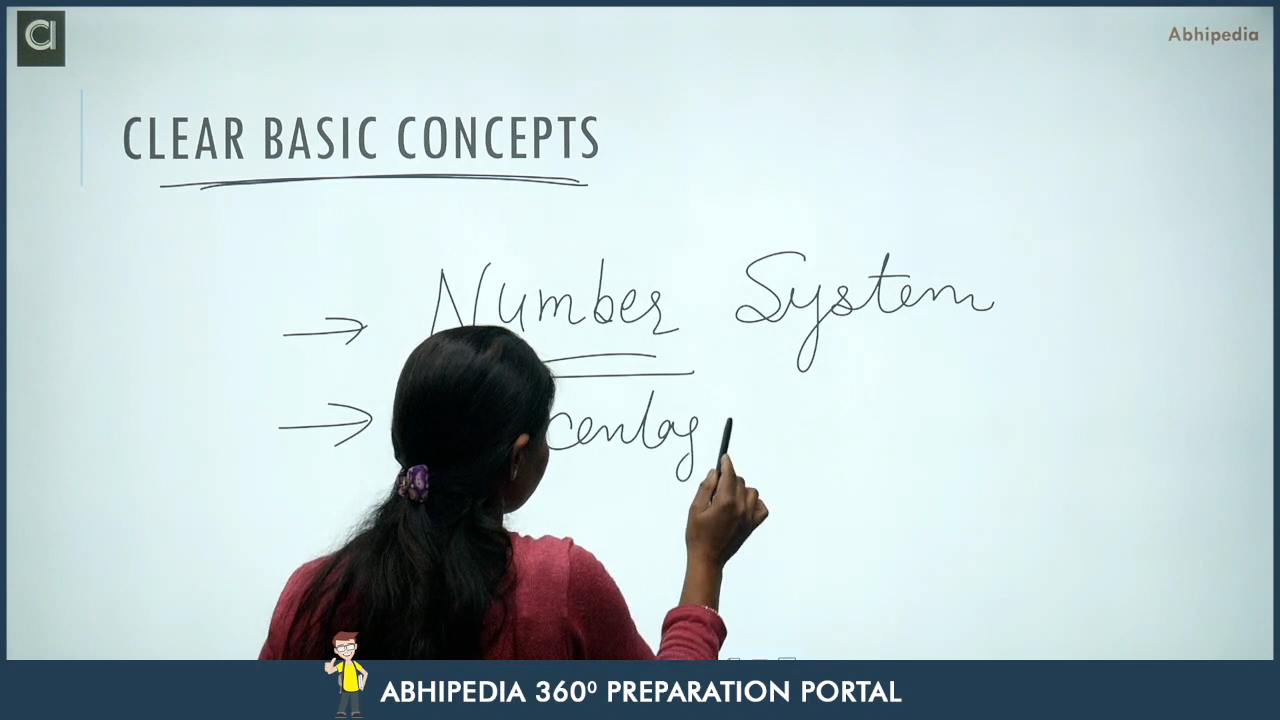 Abhipedia
CLEAR BASIC CONCEPTS
→ Number System
→ centag
ABHIPEDIA 360⁰ PREPARATION PORTAL